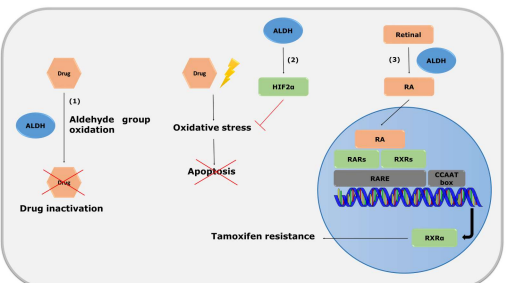 Drug
(1)
ALDH
Aldehyde group
oxidation
Drug
Drug inactivation
Drug
Oxidative stress
Apoptosis
ALDH
(2)
HIF2α
Retinal
(3)
ALDH
RA
RA
RARs
RXRs
RARE
CCAAT
box
RXRα
Tamoxifen resistance